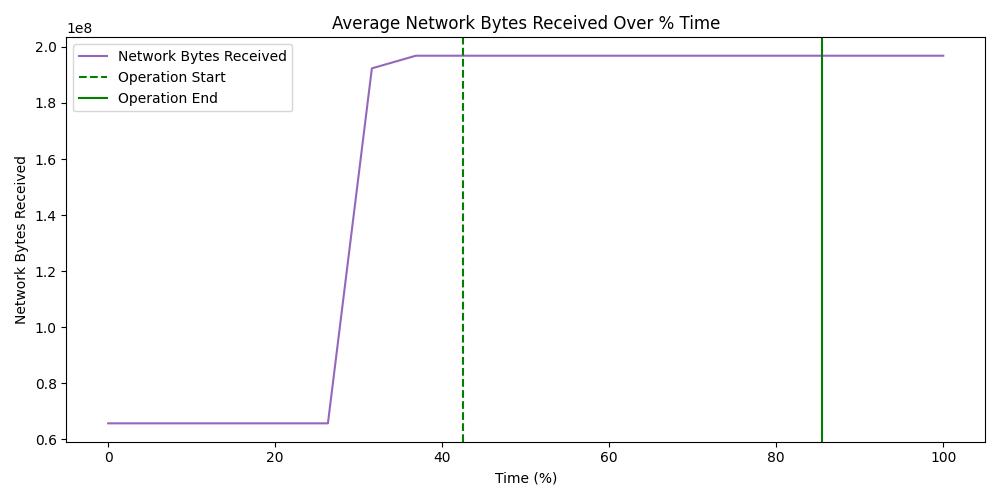 Average Network Bytes Received Over % Time
1e8
2.0
1.8
1.6
1.4
1.2
1.0
0.8
0.6
Network Bytes Received
Network Bytes Received
Operation Start
Operation End
0 20 40 60 80 100
Time (%)